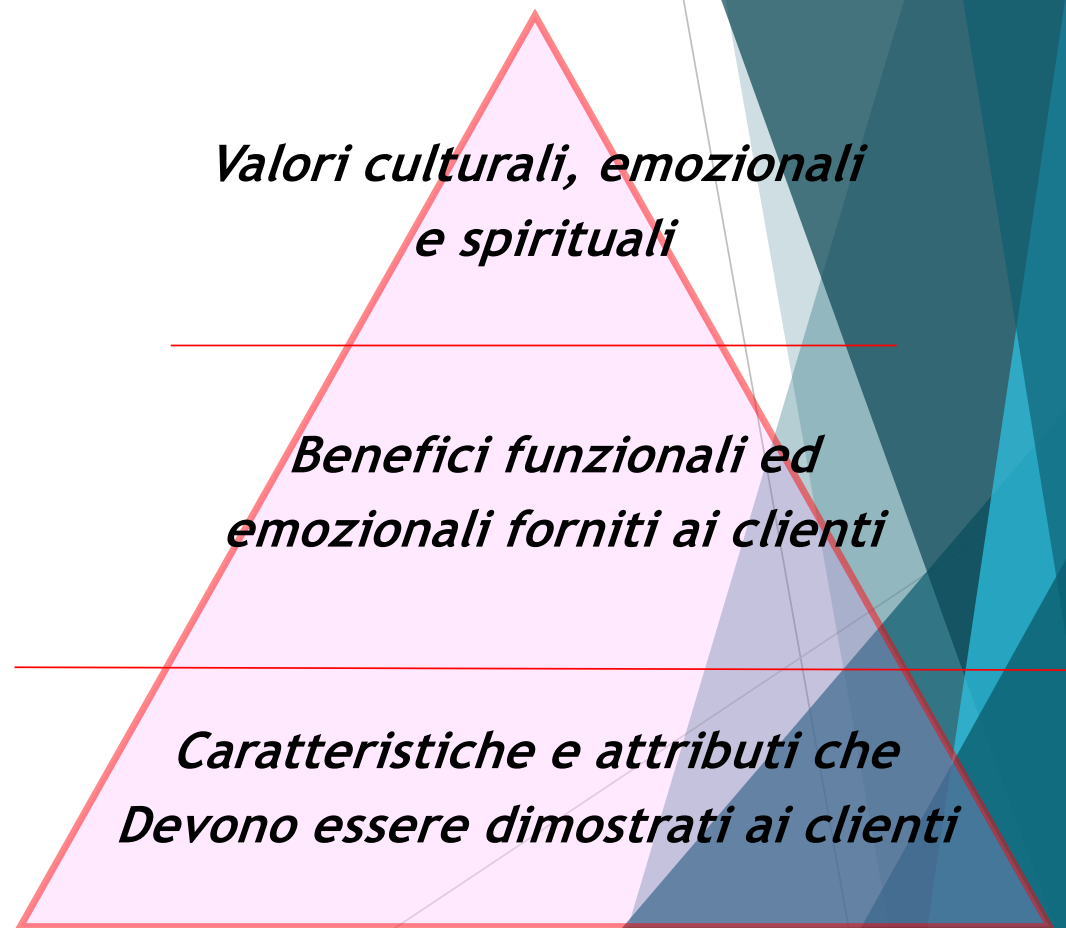 Valori culturali, emozionali
e spirituali
Benefici funzionali ed
emozionali forniti ai clienti
Caratteristiche e attributi che
Devono essere dimostrati ai clienti